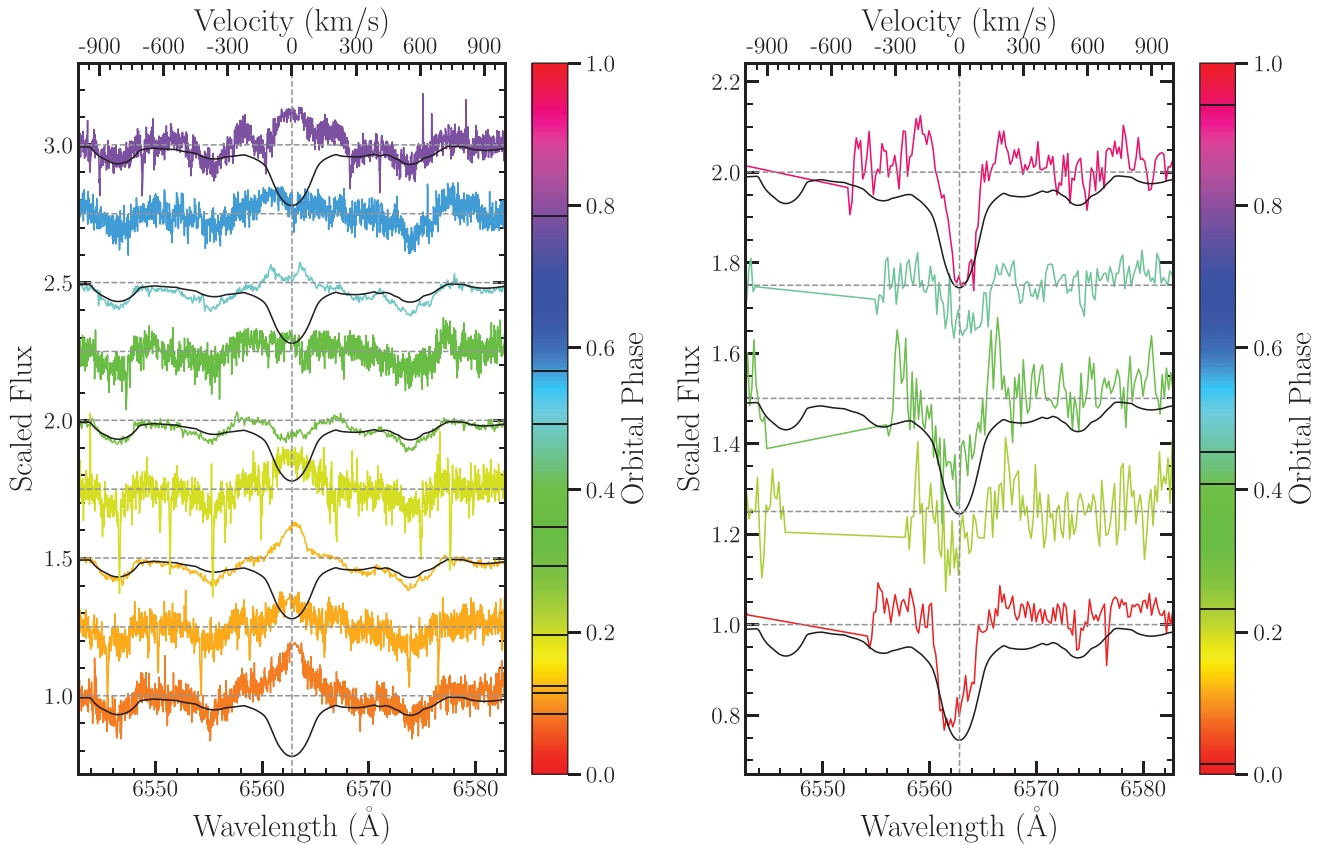 Velocity (km/s)
-900 -600 -300 0 300 600 900
3.0
2.5
2.0
1.5
1.0
Scaled Flux
6550 6560 6570 6580
Wavelength (Å)
1.0
0.8
0.6
0.4
0.2
0.0
Orbital Phase
Velocity (km/s)
-900 -600 -300 0 300 600 900
2.2
2.0
1.8
1.6
1.4
1.2
1.0
0.8
Scaled Flux
6550 6560 6570 6580
Wavelength (Å)
1.0
0.8
0.6
0.4
0.2
0.0
Orbital Phase